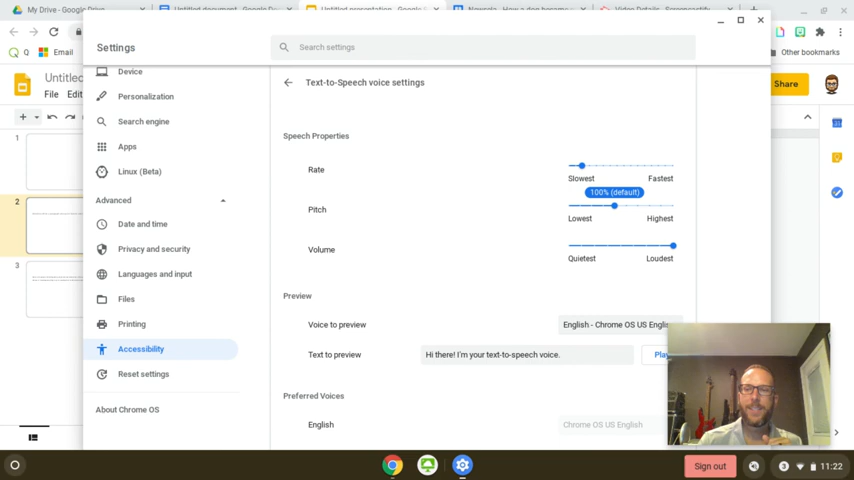 My Drive - Google Dri
Untitled document - Google D
Untitled presentation - Google S
Newsela - How a dog became
Video Details - Screencastify
Q
Email
Other bookmarks
Settings
Search settings
Untitled
File Edit
Share
Device
Personalization
Search engine
Apps
Linux (Beta)
Advanced
Date and time
Privacy and security
Languages and input
Files
Printing
Accessibility
Reset settings
About Chrome OS
Text-to-Speech voice settings
Speech Properties
Rate
Slowest Fastest
100% (default)
Pitch
Lowest Highest
Volume
Quietest Loudest
Preview
Voice to preview
English - Chrome OS US Englis
Text to preview
Hi there! I'm your text-to-speech voice.
Play
Preferred Voices
English
Chrome OS US English
1
2
3
Sign out
3
11:22